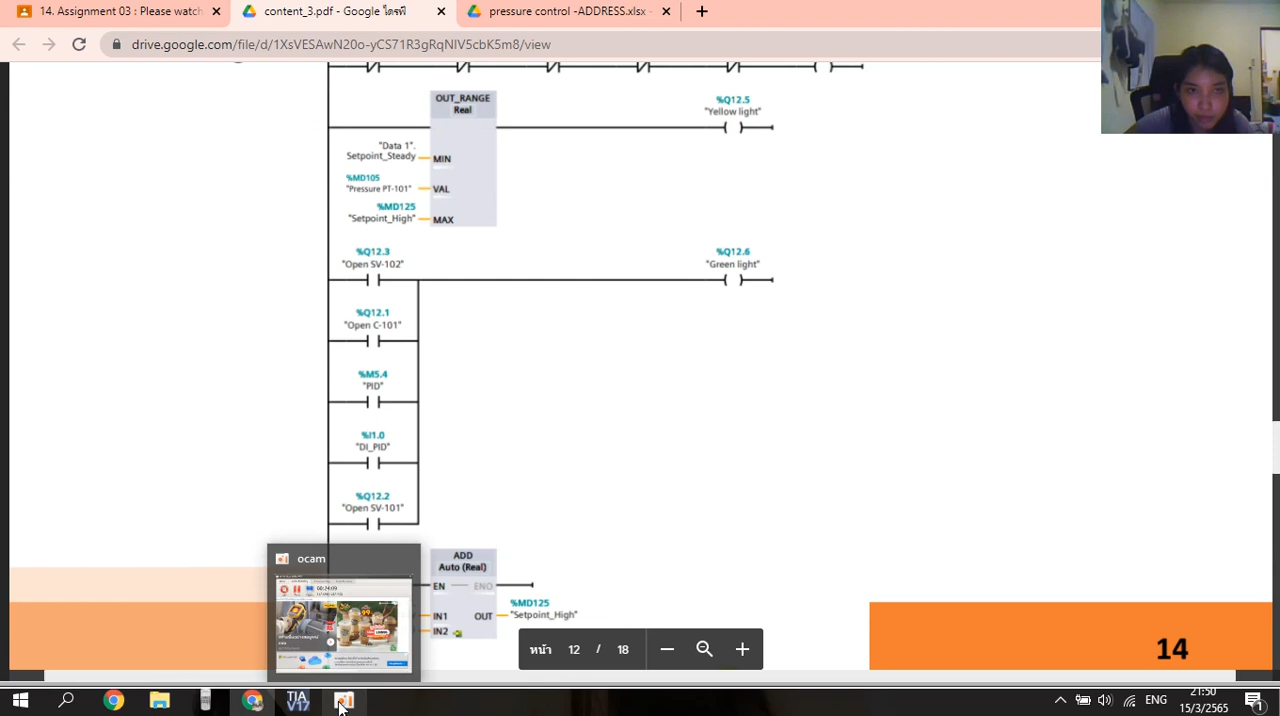 14. Assignment 03 : Please watch
content_3.pdf - Google ไดรฟ์
pressure control -ADDRESS.xlsx -
drive.google.com/file/d/1XsVESAwN20o-yCS71R3gRqNIV5cbK5m8/view
OUT_RANGE
Real
%Q12.5
"Yellow light"
"Data 1".
Setpoint_Steady
MIN
%MD105
"Pressure PT-101"
VAL
%MD125
"Setpoint_High"
MAX
%Q12.3
"Open SV-102"
%Q12.6
"Green light"
%Q12.1
"Open C-101"
%M5.4
"PID"
%I1.0
"DI_PID"
%Q12.2
"Open SV-101"
ocam
ADD
Auto (Real)
EN
ENO
%MD125
"Setpoint_High"
IN1
OUT
IN2
หน้า 12 / 18
14
TIA
V17
ENG
21:50
15/3/2565
1